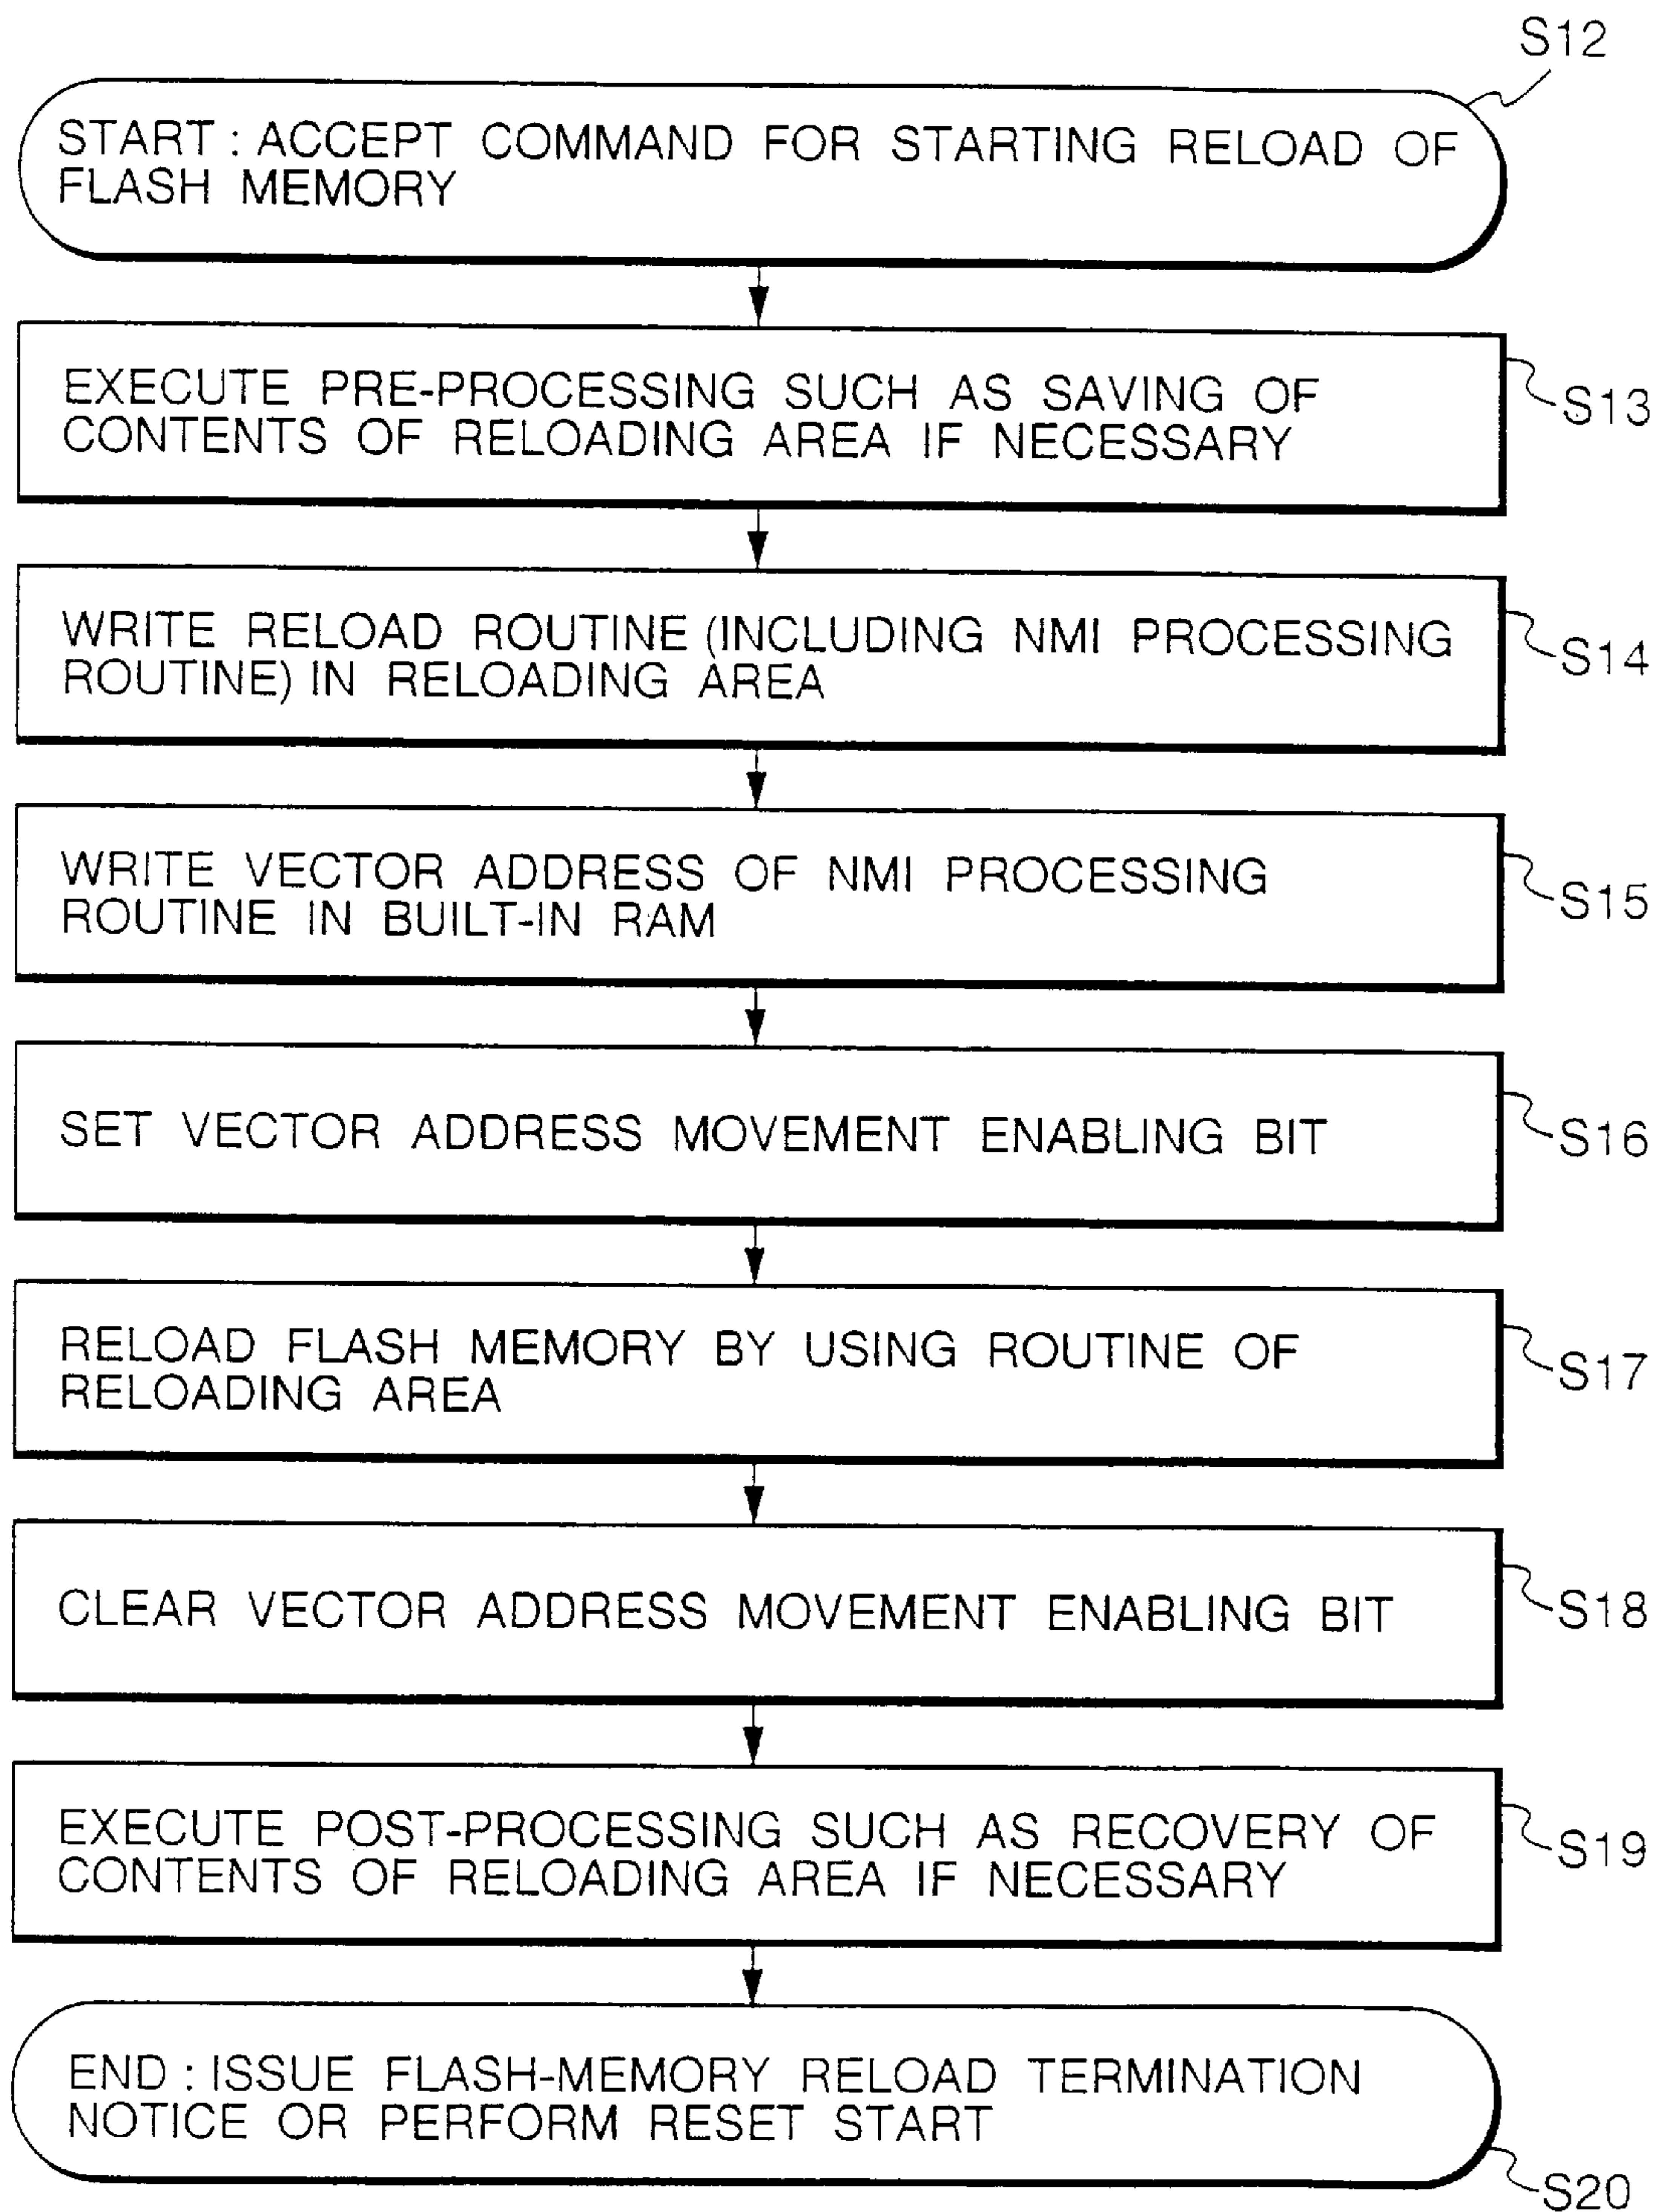 S12
START : ACCEPT COMMAND FOR STARTING RELOAD OF
FLASH MEMORY
EXECUTE PRE-PROCESSING SUCH AS SAVING OF
CONTENTS OF RELOADING AREA IF NECESSARY
S13
WRITE RELOAD ROUTINE (INCLUDING NMI PROCESSING
ROUTINE) IN RELOADING AREA
S14
WRITE VECTOR ADDRESS OF NMI PROCESSING
ROUTINE IN BUILT-IN RAM
S15
SET VECTOR ADDRESS MOVEMENT ENABLING BIT
S16
RELOAD FLASH MEMORY BY USING ROUTINE OF
RELOADING AREA
S17
CLEAR VECTOR ADDRESS MOVEMENT ENABLING BIT
S18
EXECUTE POST-PROCESSING SUCH AS RECOVERY OF
CONTENTS OF RELOADING AREA IF NECESSARY
S19
END : ISSUE FLASH-MEMORY RELOAD TERMINATION
NOTICE OR PERFORM RESET START
S20